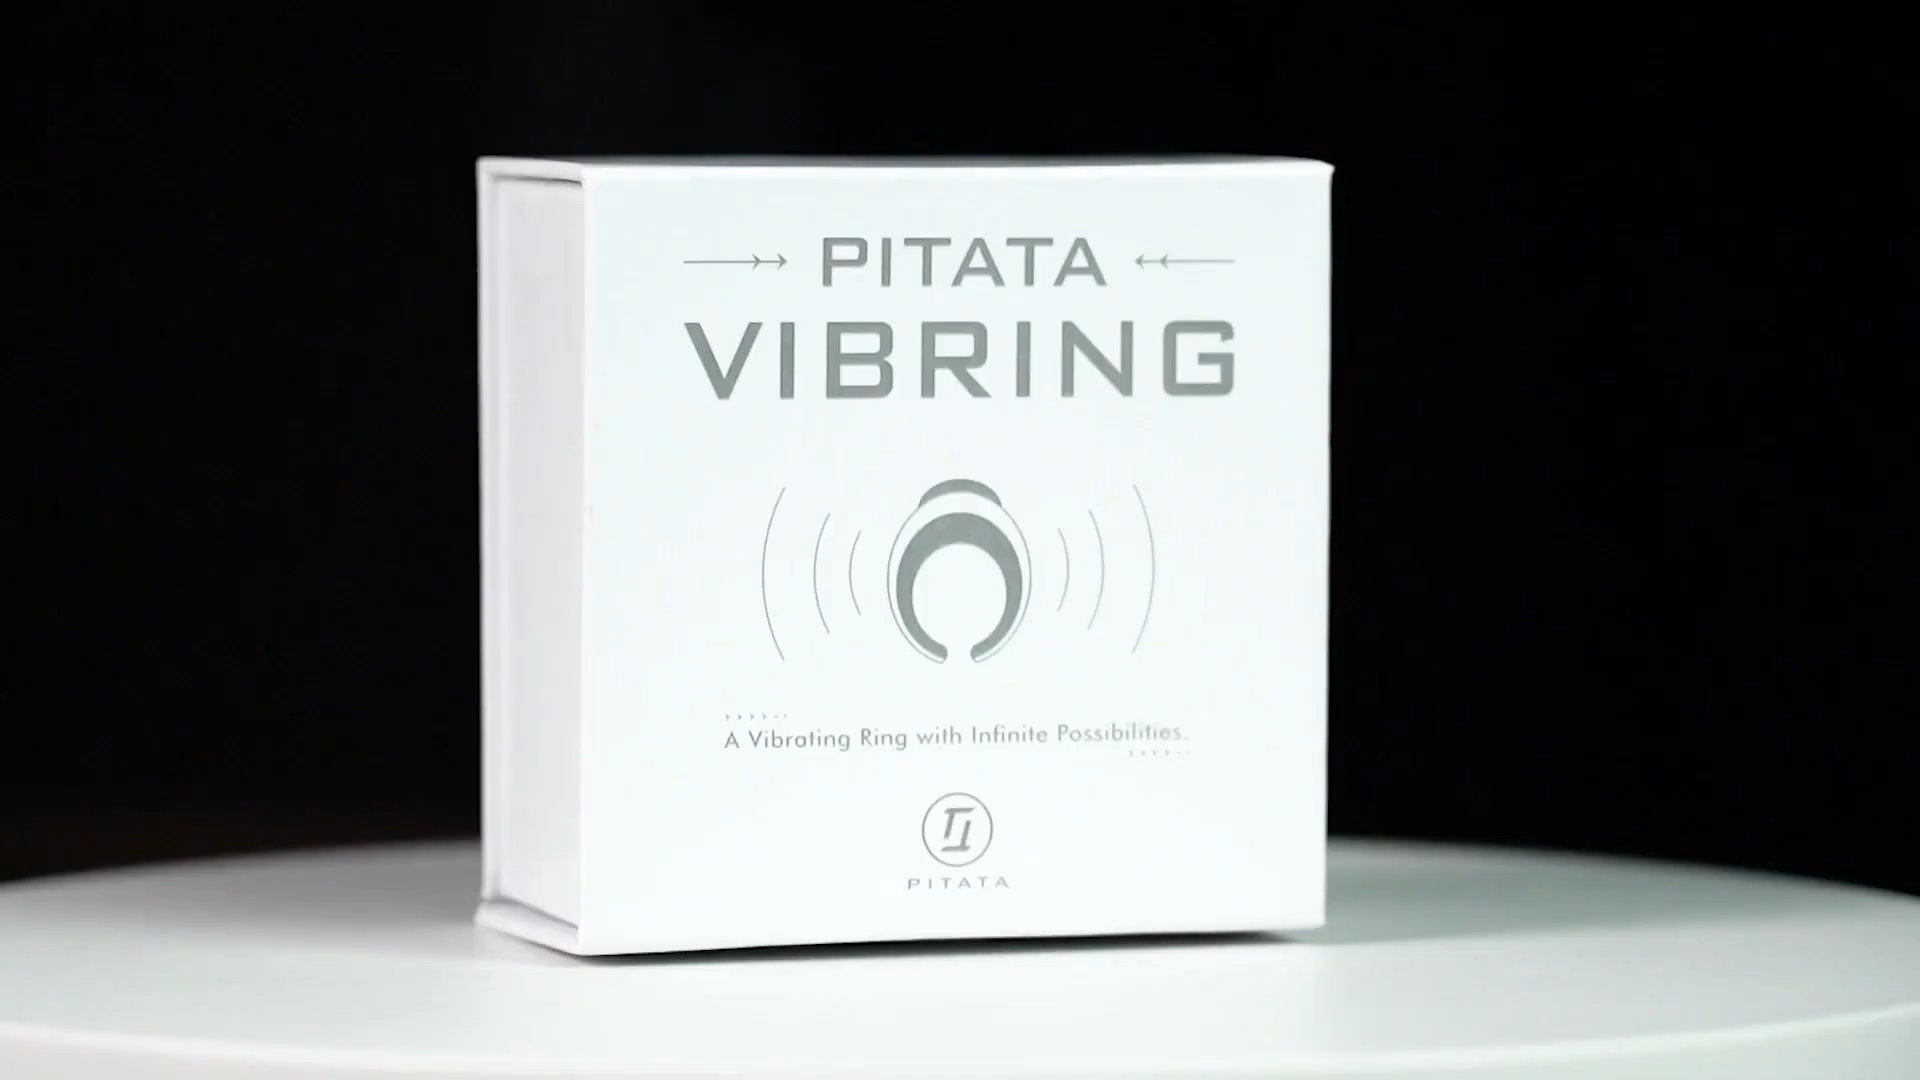 PITATA
VIBRING
A Vibrating Ring with Infinite Possibilities.
PITATA